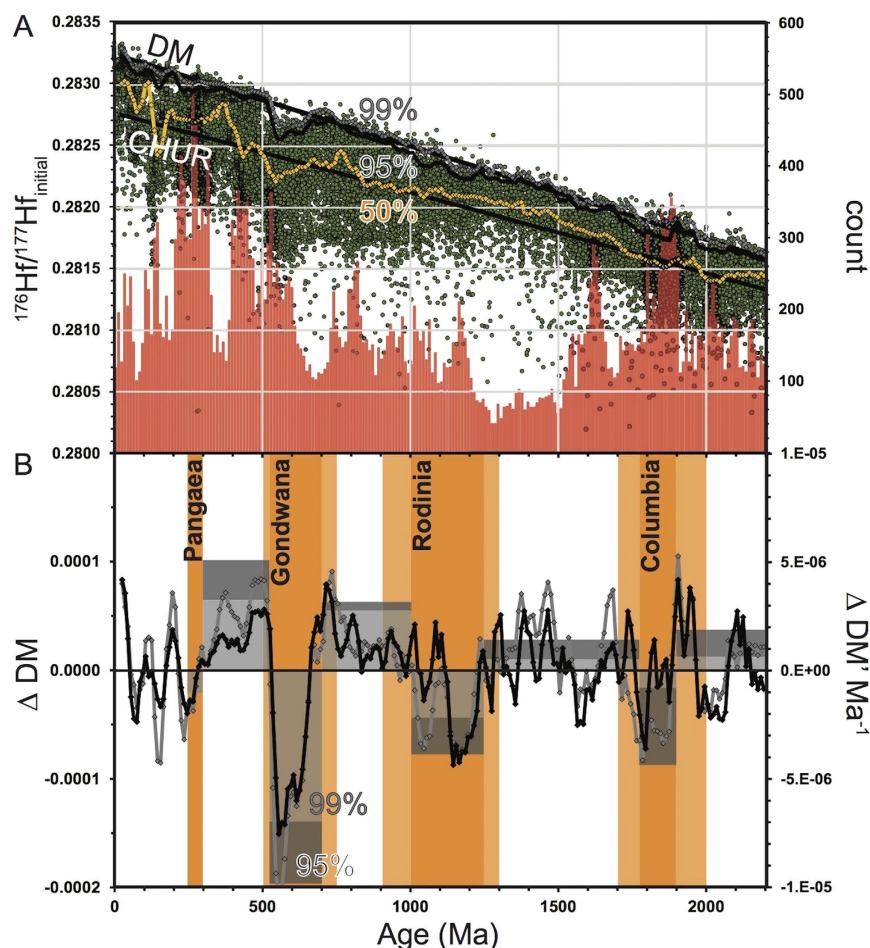 A
0.2835
0.2830
0.2825
0.2820
0.2815
0.2810
0.2805
0.2800
176Hf/177Hfinitial
DM
CHUR
99%
95%
50%
600
500
400
300
200
100
count
B
Pangaea
Gondwana
Rodinia
Columbia
0.0001
0.0000
-0.0001
-0.0002
Δ DM
99%
95%
1.E-05
5.E-06
0.E+00
-5.E-06
-1.E-05
Δ DM' Ma-1
0
500
1000
1500
2000
Age (Ma)